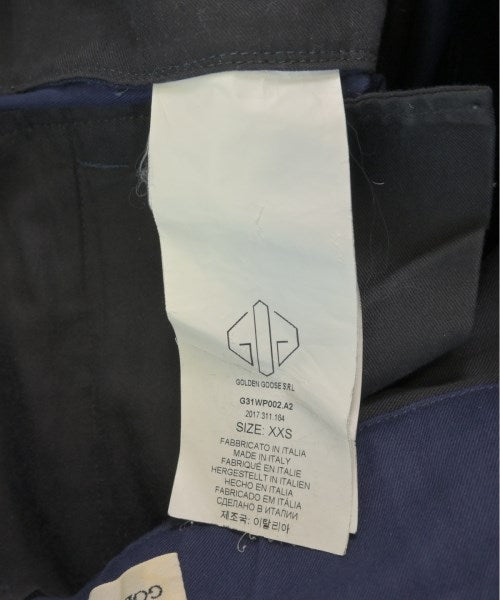 GG
GOLDEN GOOSE S.R.L
G31WP002.A2
2017.311.184
SIZE: XXS
FABBRICATO IN ITALIA
MADE IN ITALY
FABRIQUÉ EN ITALIE
HERGESTELLT IN ITALIEN
HECHO EN ITALIA
FABRICADO EM ITÁLIA
СДЕЛАНО В ИТАЛИИ
제조국: 이탈리아